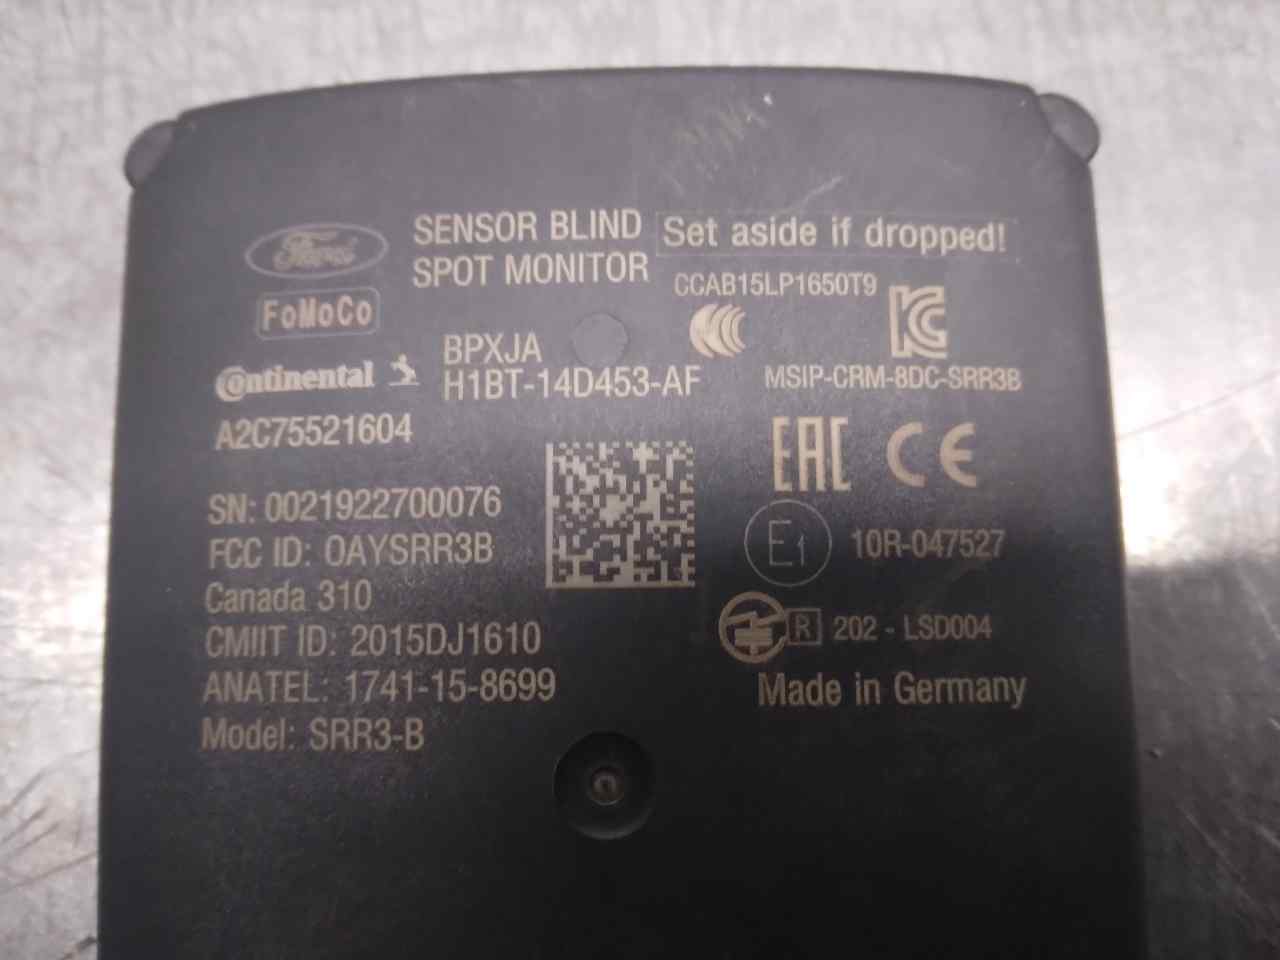 Ford
SENSOR BLIND
SPOT MONITOR
Set aside if dropped!
FoMoCo
CCAB15LP1650T9
Continental
BPXJA
H1BT-14D453-AF
MSIP-CRM-8DC-SRR3B
A2C75521604
EAC CE
SN: 0021922700076
FCC ID: OAYSRR3B
Canada 310
CMIIT ID: 2015DJ1610
ANATEL: 1741-15-8699
Model: SRR3-B
E1 10R-047527
R 202 - LSD004
Made in Germany